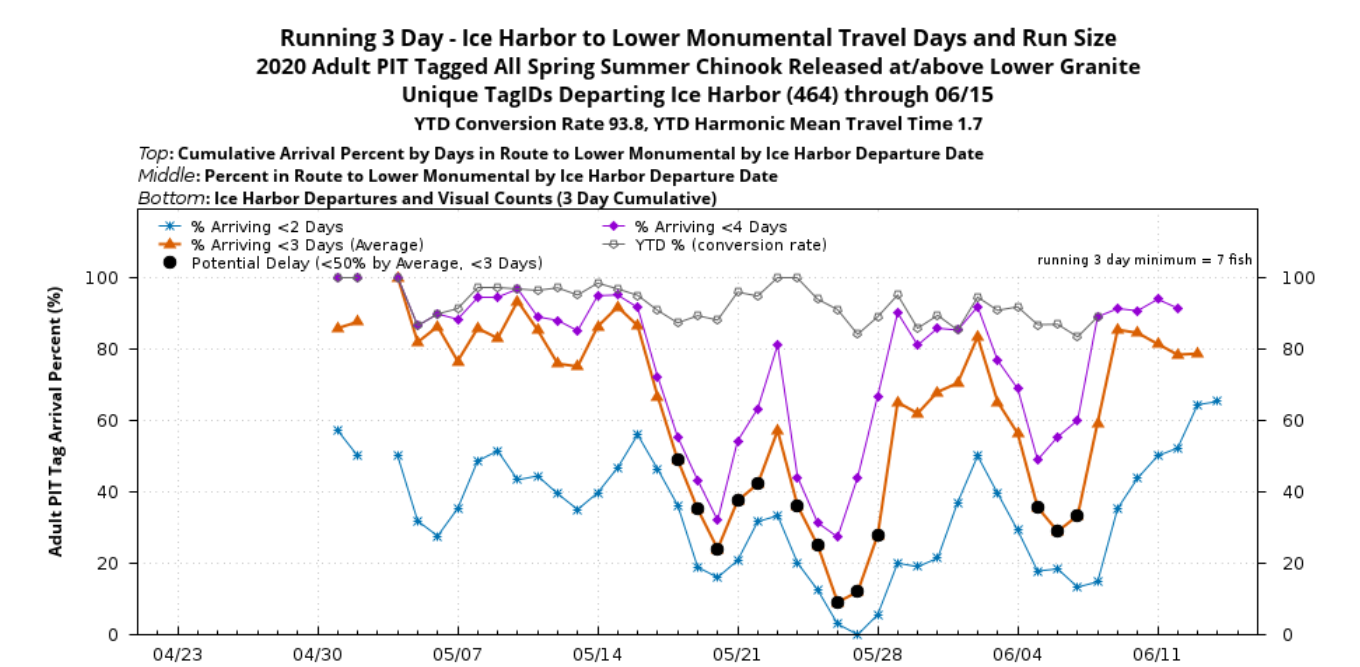 Running 3 Day - Ice Harbor to Lower Monumental Travel Days and Run Size
2020 Adult PIT Tagged All Spring Summer Chinook Released at/above Lower Granite
Unique TagIDs Departing Ice Harbor (464) through 06/15
YTD Conversion Rate 93.8, YTD Harmonic Mean Travel Time 1.7
Top: Cumulative Arrival Percent by Days in Route to Lower Monumental by Ice Harbor Departure Date
Middle: Percent in Route to Lower Monumental by Ice Harbor Departure Date
Bottom: Ice Harbor Departures and Visual Counts (3 Day Cumulative)
% Arriving <2 Days
% Arriving <4 Days
% Arriving <3 Days (Average)
YTD % (conversion rate)
Potential Delay (<50% by Average, <3 Days)
running 3 day minimum = 7 fish
Adult PIT Tag Arrival Percent (%)
100 100
80 80
60 60
40 40
20 20
0 0
04/23 04/30 05/07 05/14 05/21 05/28 06/04 06/11